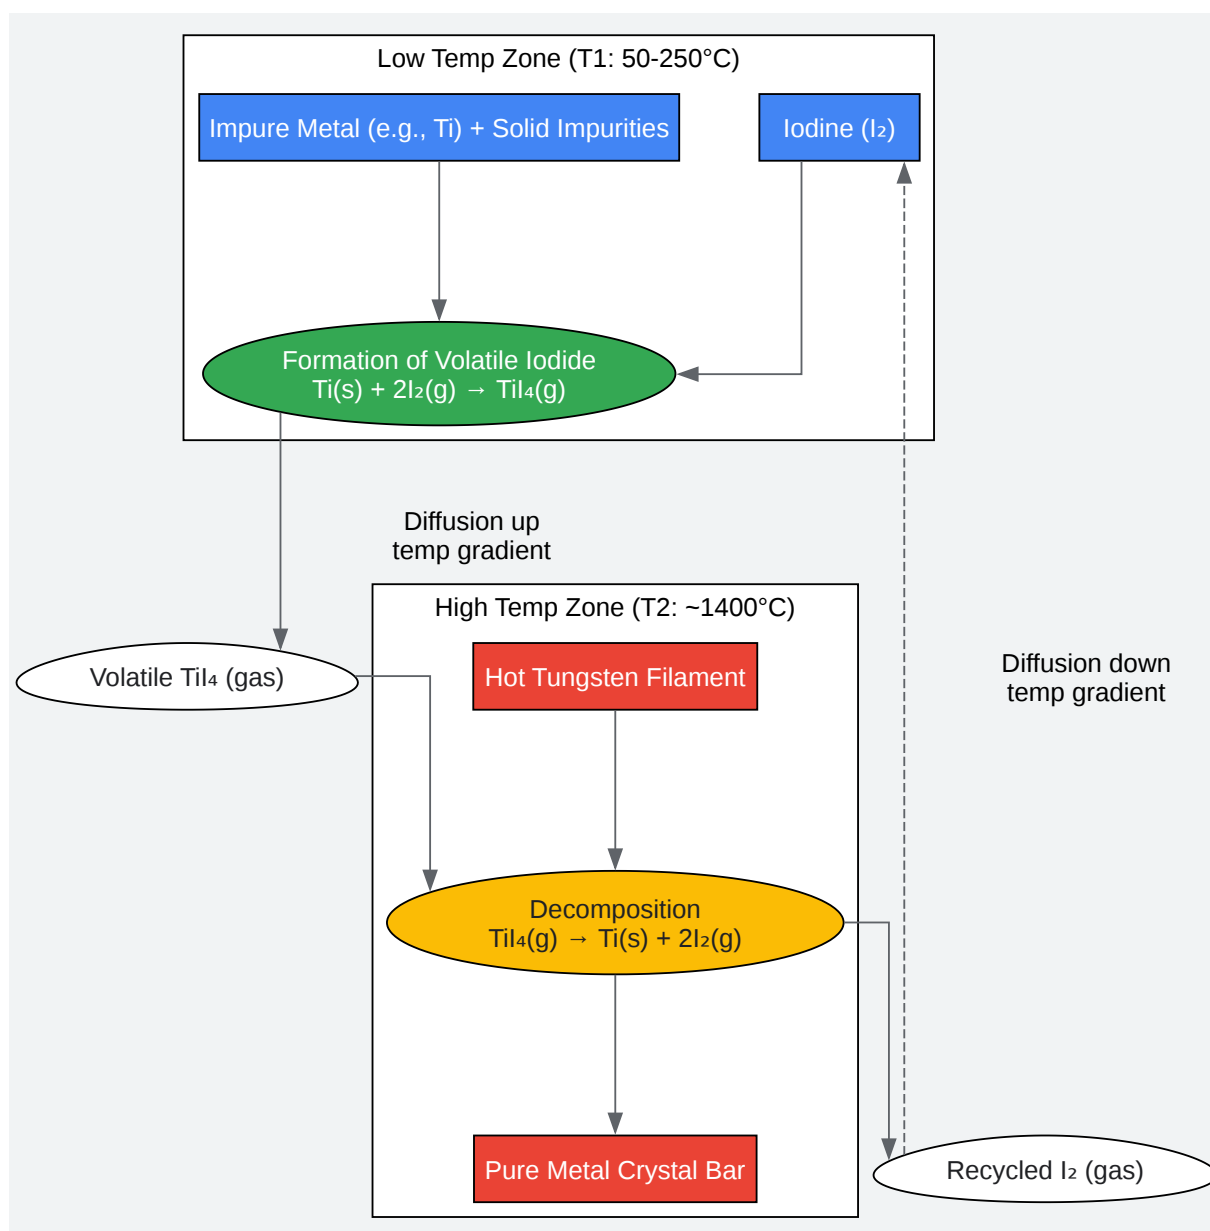 Low Temp Zone (T1: 50-250°C)
Impure Metal (e.g., Ti) + Solid Impurities
Iodine (I₂)
Formation of Volatile Iodide
Ti(s) + 2I₂(g) → TiI₄(g)
Diffusion up
temp gradient
High Temp Zone (T2: ~1400°C)
Volatile TiI₄ (gas)
Hot Tungsten Filament
Diffusion down
temp gradient
Decomposition
TiI₄(g) → Ti(s) + 2I₂(g)
Pure Metal Crystal Bar
Recycled I₂ (gas)